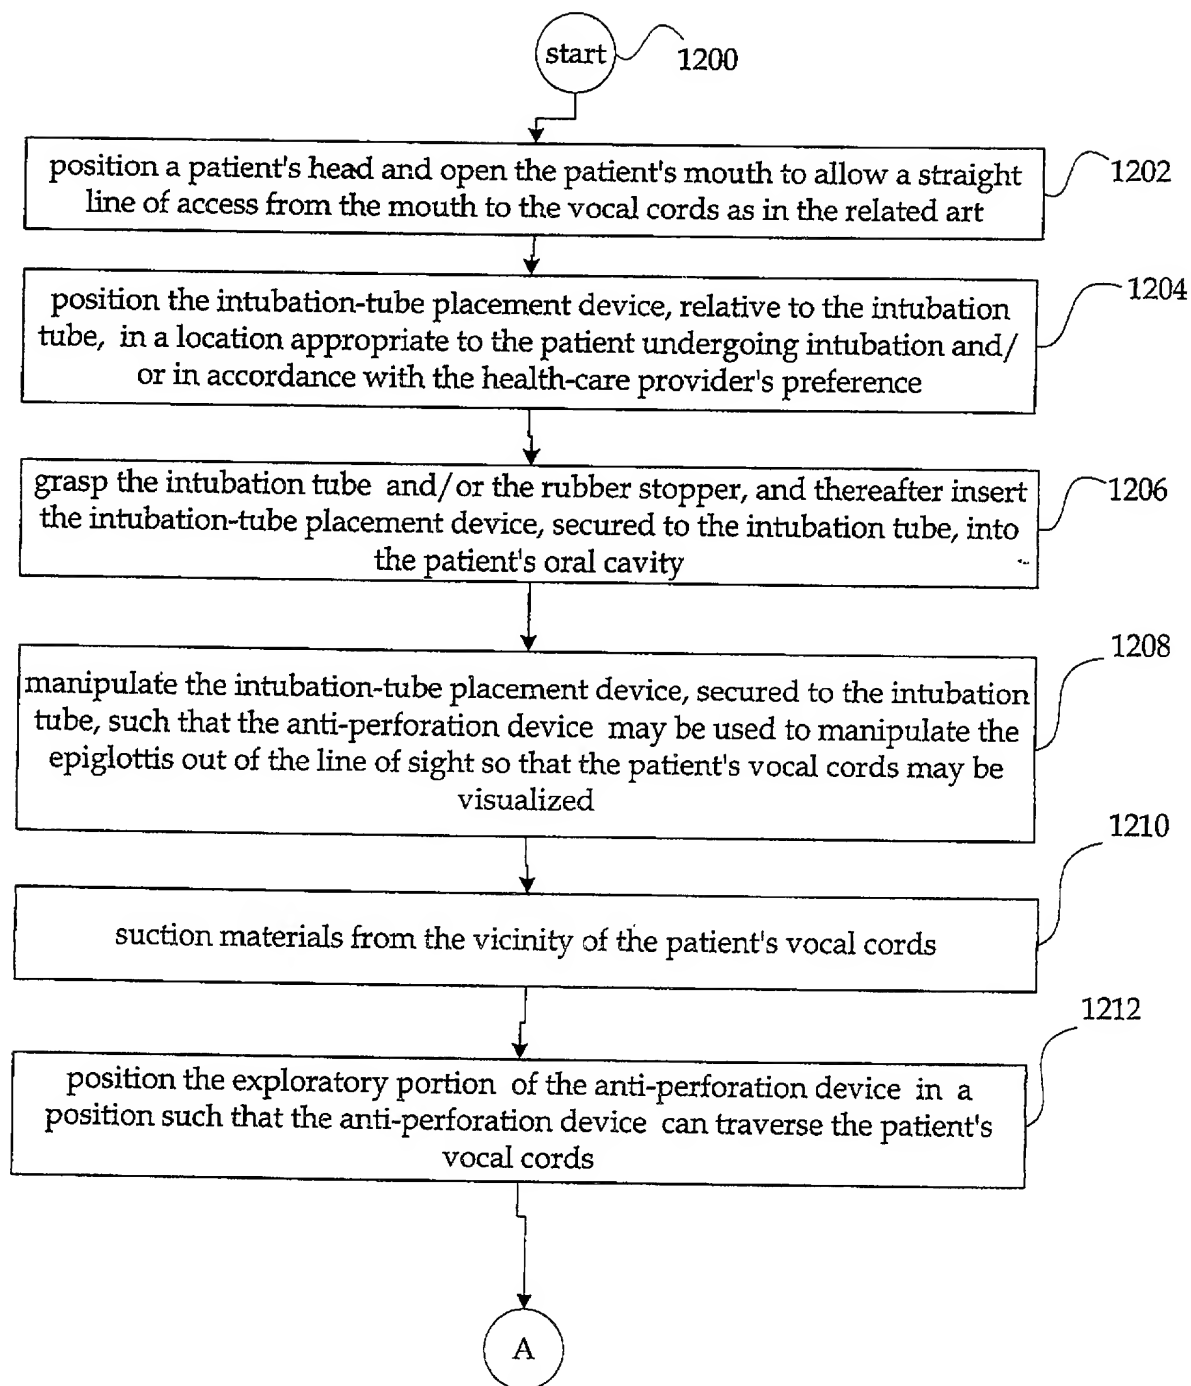 start
1200
position a patient's head and open the patient's mouth to allow a straight
line of access from the mouth to the vocal cords as in the related art
1202
position the intubation-tube placement device, relative to the intubation
tube, in a location appropriate to the patient undergoing intubation and/
or in accordance with the health-care provider's preference
1204
grasp the intubation tube and/or the rubber stopper, and thereafter insert
the intubation-tube placement device, secured to the intubation tube, into
the patient's oral cavity
1206
manipulate the intubation-tube placement device, secured to the intubation
tube, such that the anti-perforation device may be used to manipulate the
epiglottis out of the line of sight so that the patient's vocal cords may be
visualized
1208
suction materials from the vicinity of the patient's vocal cords
1210
position the exploratory portion of the anti-perforation device in a
position such that the anti-perforation device can traverse the patient's
vocal cords
1212
A